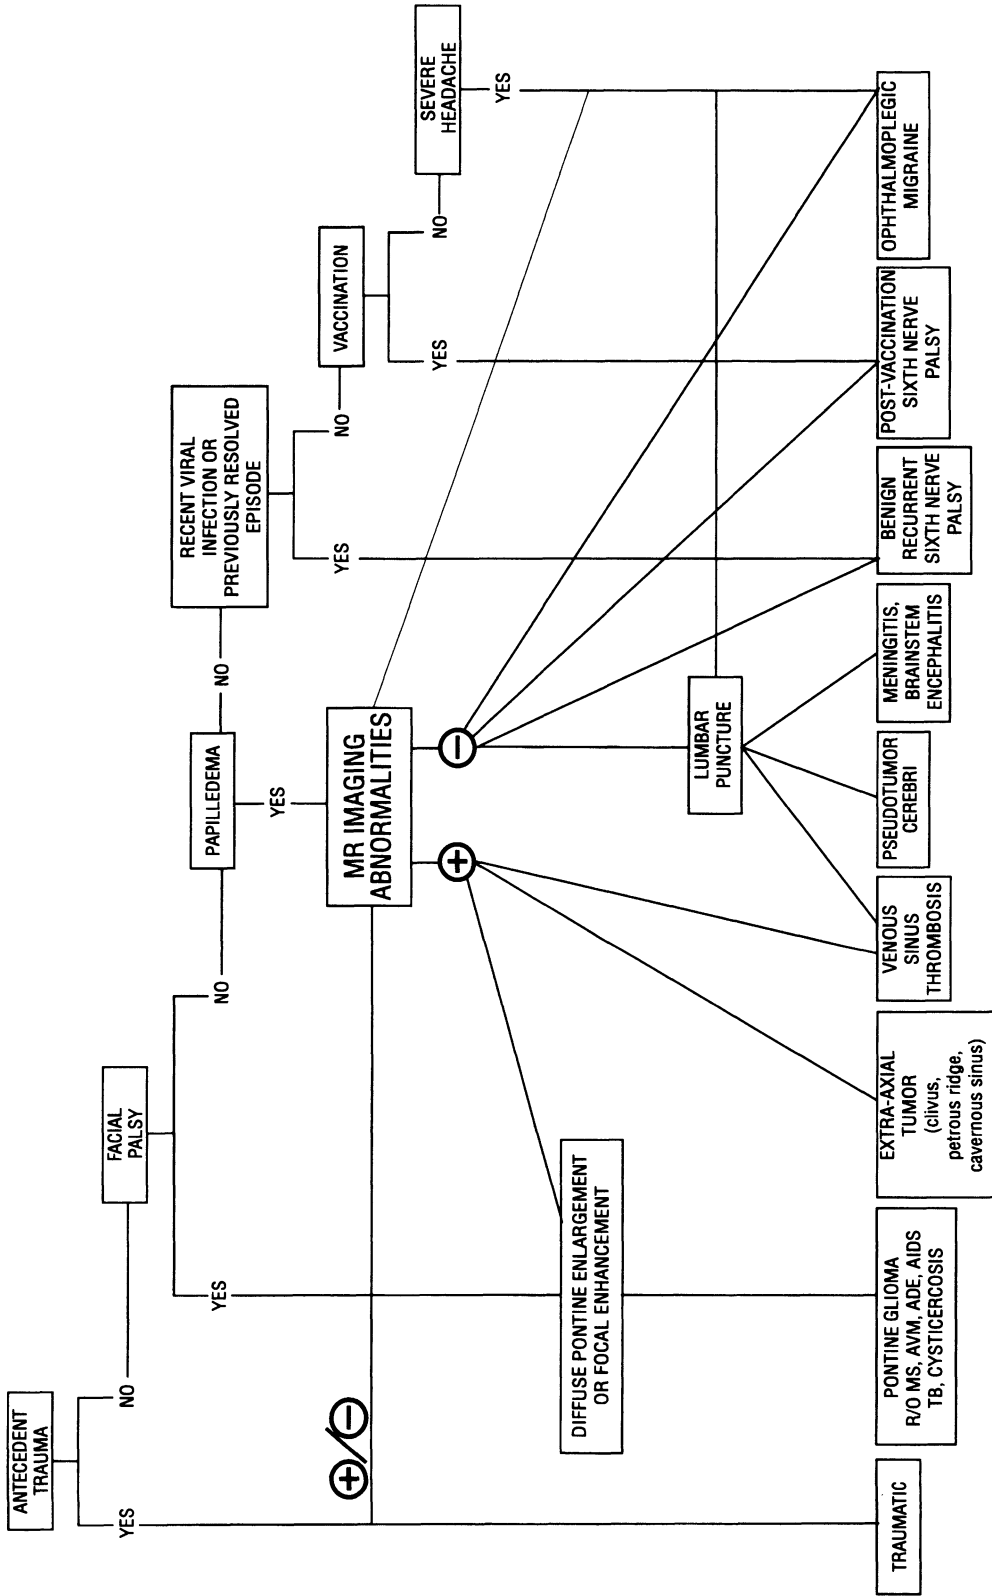 ANTECEDENT
TRAUMA
YES
NO
FACIAL
PALSY
YES
NO
PAPILLEDEMA
YES
NO
RECENT VIRAL
INFECTION OR
PREVIOUSLY RESOLVED
EPISODE
YES
NO
VACCINATION
YES
NO
SEVERE
HEADACHE
YES
MR IMAGING
ABNORMALITIES
+/−
+
−
DIFFUSE PONTINE ENLARGEMENT
OR FOCAL ENHANCEMENT
LUMBAR
PUNCTURE
TRAUMATIC
PONTINE GLIOMA
R/O MS, AVM, ADE, AIDS
TB, CYSTICERCOSIS
EXTRA-AXIAL
TUMOR
(clivus,
petrous ridge,
cavernous sinus)
VENOUS
SINUS
THROMBOSIS
PSEUDOTUMOR
CEREBRI
MENINGITIS,
BRAINSTEM
ENCEPHALITIS
BENIGN
RECURRENT
SIXTH NERVE
PALSY
POST-VACCINATION
SIXTH NERVE
PALSY
OPHTHALMOPLEGIC
MIGRAINE